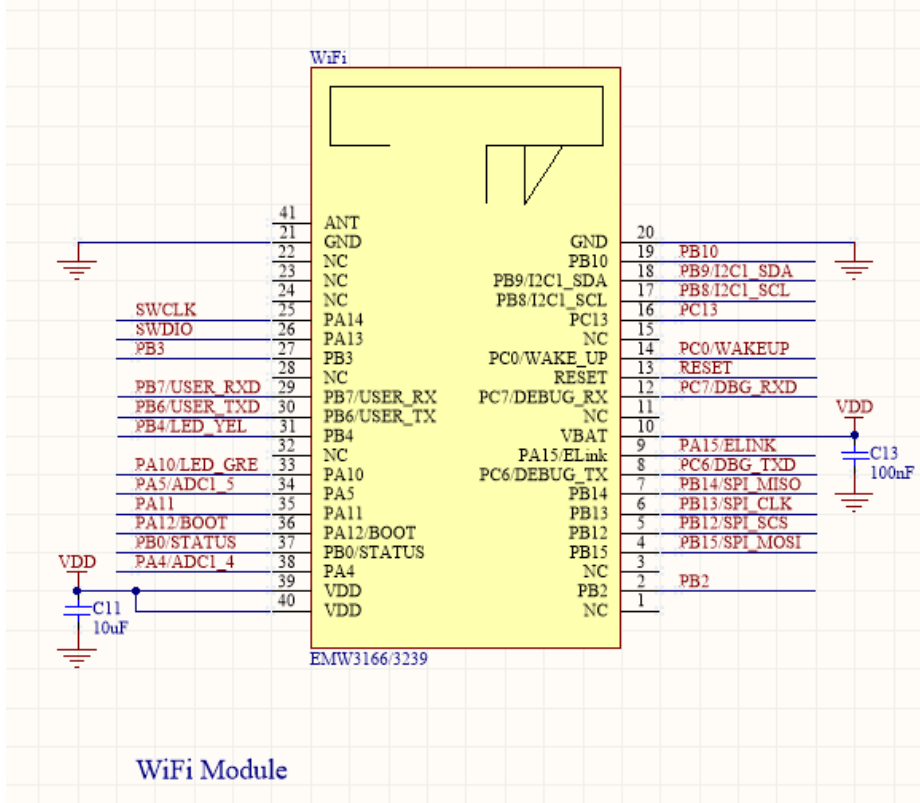 WiFi
41 ANT
21 GND
22 NC
23 NC
24 NC
SWCLK 25 PA14
SWDIO 26 PA13
PB3 27 PB3
28 NC
PB7/USER_RXD 29 PB7/USER_RX
PB6/USER_TXD 30 PB6/USER_TX
PB4/LED_YEL 31 PB4
32 NC
PA10/LED_GRE 33 PA10
PA5/ADC1_5 34 PA5
PA11 35 PA11
PA12/BOOT 36 PA12/BOOT
PB0/STATUS 37 PB0/STATUS
PA4/ADC1_4 38 PA4
VDD
39 VDD
40 VDD
C11
10uF
GND 20
PB10 19 PB10
PB9/I2C1_SDA 18 PB9/I2C1_SDA
PB8/I2C1_SCL 17 PB8/I2C1_SCL
PC13 16 PC13
NC 15
PC0/WAKE_UP 14 PC0/WAKEUP
RESET 13 RESET
PC7/DEBUG_RX 12 PC7/DBG_RXD
NC 11
VBAT 10
VDD
C13
100nF
PA15/ELink 9 PA15/ELINK
PC6/DEBUG_TX 8 PC6/DBG_TXD
PB14 7 PB14/SPI_MISO
PB13 6 PB13/SPI_CLK
PB12 5 PB12/SPI_SCS
PB15 4 PB15/SPI_MOSI
NC 3
PB2 2 PB2
NC 1
EMW3166/3239
WiFi Module